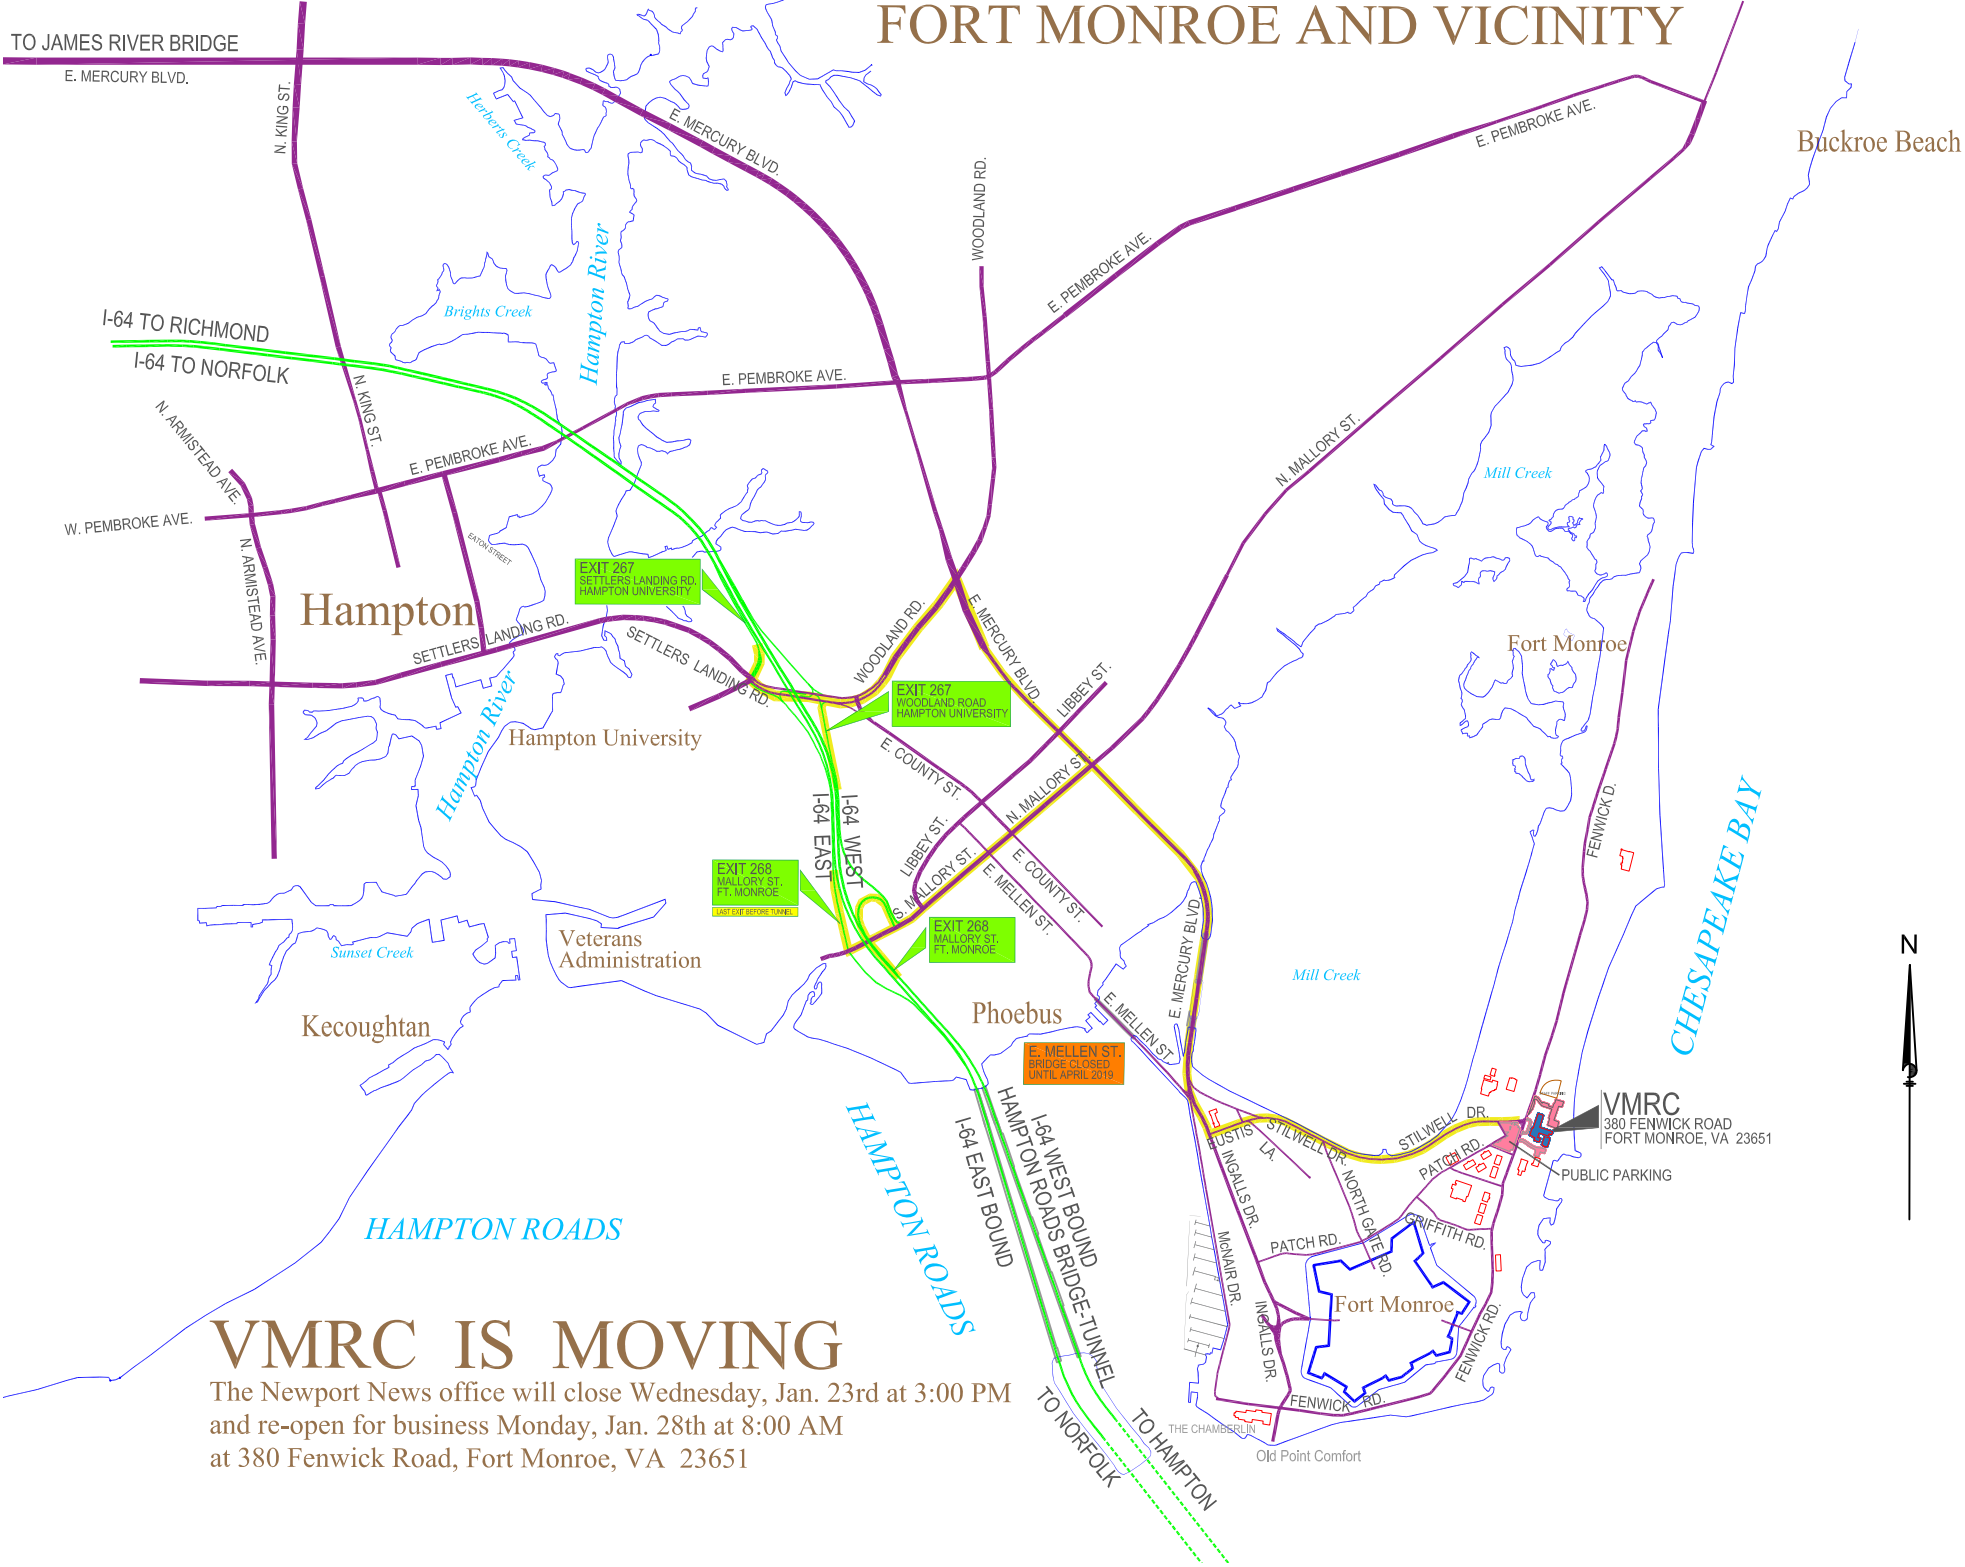 FORT MONROE AND VICINITY
TO JAMES RIVER BRIDGE
E. MERCURY BLVD.
N. KING ST.
Herberts Creek
E. MERCURY BLVD.
E. PEMBROKE AVE.
Buckroe Beach
WOODLAND RD.
Hampton River
E. PEMBROKE AVE.
Brights Creek
I-64 TO RICHMOND
I-64 TO NORFOLK
N. KING ST.
E. PEMBROKE AVE.
N. ARMISTEAD AVE.
E. PEMBROKE AVE.
N. MALLORY ST.
Mill Creek
W. PEMBROKE AVE.
EATON STREET
N. ARMISTEAD AVE.
EXIT 267
SETTLERS LANDING RD.
HAMPTON UNIVERSITY
Hampton
SETTLERS LANDING RD.
SETTLERS LANDING RD.
WOODLAND RD.
E. MERCURY BLVD.
Fort Monroe
LIBBEY ST.
EXIT 267
WOODLAND ROAD
HAMPTON UNIVERSITY
Hampton River
Hampton University
E. COUNTY ST.
N. MALLORY ST.
FENWICK D.
CHESAPEAKE BAY
I-64 EAST
I-64 WEST
LIBBEY ST.
S. MALLORY ST.
E. COUNTY ST.
E. MELLEN ST.
EXIT 268
MALLORY ST.
FT. MONROE
LAST EXIT BEFORE TUNNEL
EXIT 268
MALLORY ST.
FT. MONROE
E. MERCURY BLVD.
Veterans
Administration
Sunset Creek
Mill Creek
N
Kecoughtan
Phoebus
E. MELLEN ST.
E. MELLEN ST.
BRIDGE CLOSED
UNTIL APRIL 2019
VMRC
380 FENWICK ROAD
FORT MONROE, VA 23651
PUBLIC PARKING
STILWELL DR.
STILWELL DR.
EUSTIS LA.
PATCH RD.
INGALLS DR.
NORTH GATE RD.
GRIFFITH RD.
PATCH RD.
McNAIR DR.
HAMPTON ROADS
HAMPTON ROADS
I-64 EAST BOUND
I-64 WEST BOUND
HAMPTON ROADS BRIDGE-TUNNEL
Fort Monroe
INGALLS DR.
FENWICK RD.
FENWICK RD.
THE CHAMBERLIN
Old Point Comfort
TO NORFOLK
TO HAMPTON
VMRC IS MOVING
The Newport News office will close Wednesday, Jan. 23rd at 3:00 PM
and re-open for business Monday, Jan. 28th at 8:00 AM
at 380 Fenwick Road, Fort Monroe, VA 23651